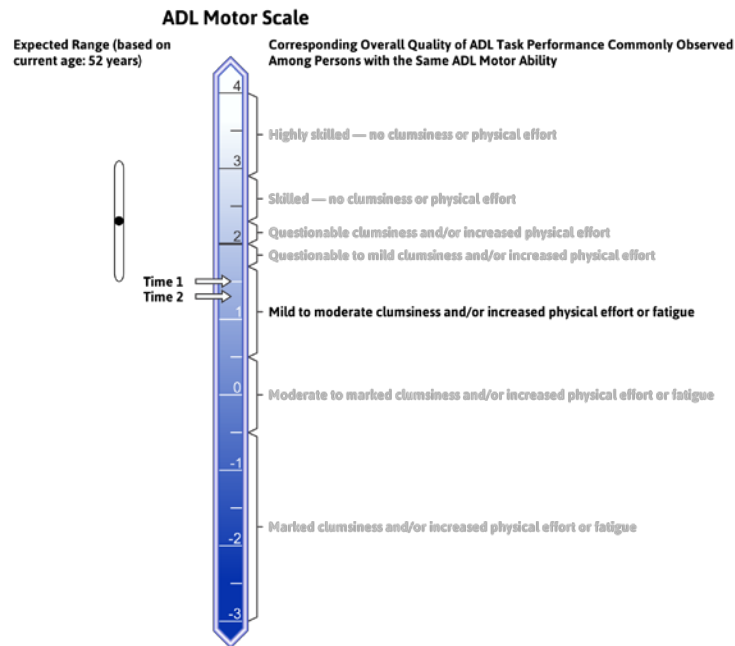 ADL Motor Scale
Expected Range (based on
current age: 52 years)
Corresponding Overall Quality of ADL Task Performance Commonly Observed
Among Persons with the Same ADL Motor Ability
4
Highly skilled — no clumsiness or physical effort
3
Skilled — no clumsiness or physical effort
Questionable clumsiness and/or increased physical effort
2
Questionable to mild clumsiness and/or increased physical effort
Time 1
Time 2
1
Mild to moderate clumsiness and/or increased physical effort or fatigue
0
Moderate to marked clumsiness and/or increased physical effort or fatigue
-1
Marked clumsiness and/or increased physical effort or fatigue
-2
-3